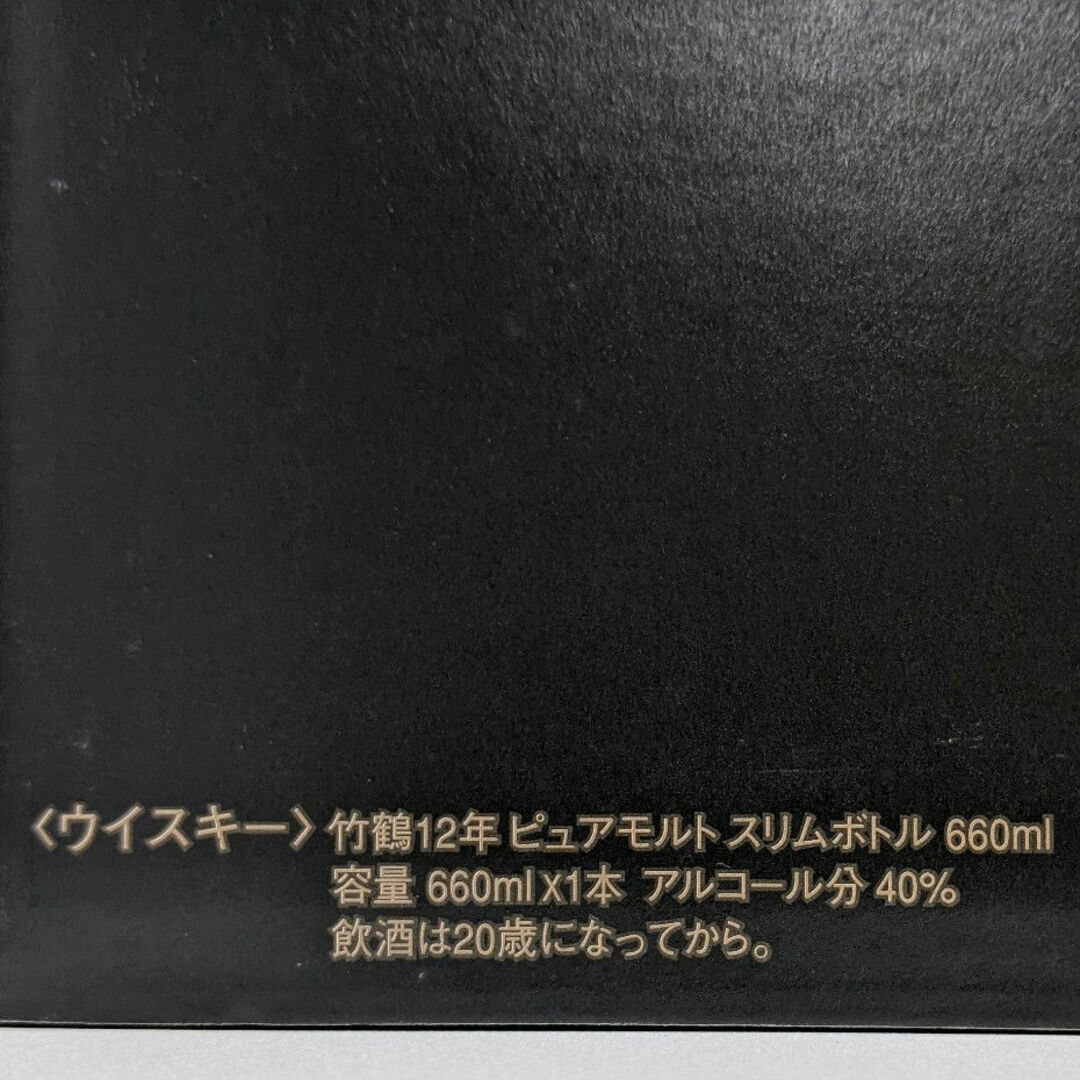 〈ウイスキー〉竹鶴12年 ピュアモルト スリムボトル 660ml
容量 660ml x1本 アルコール分 40%
飲酒は20歳になってから。